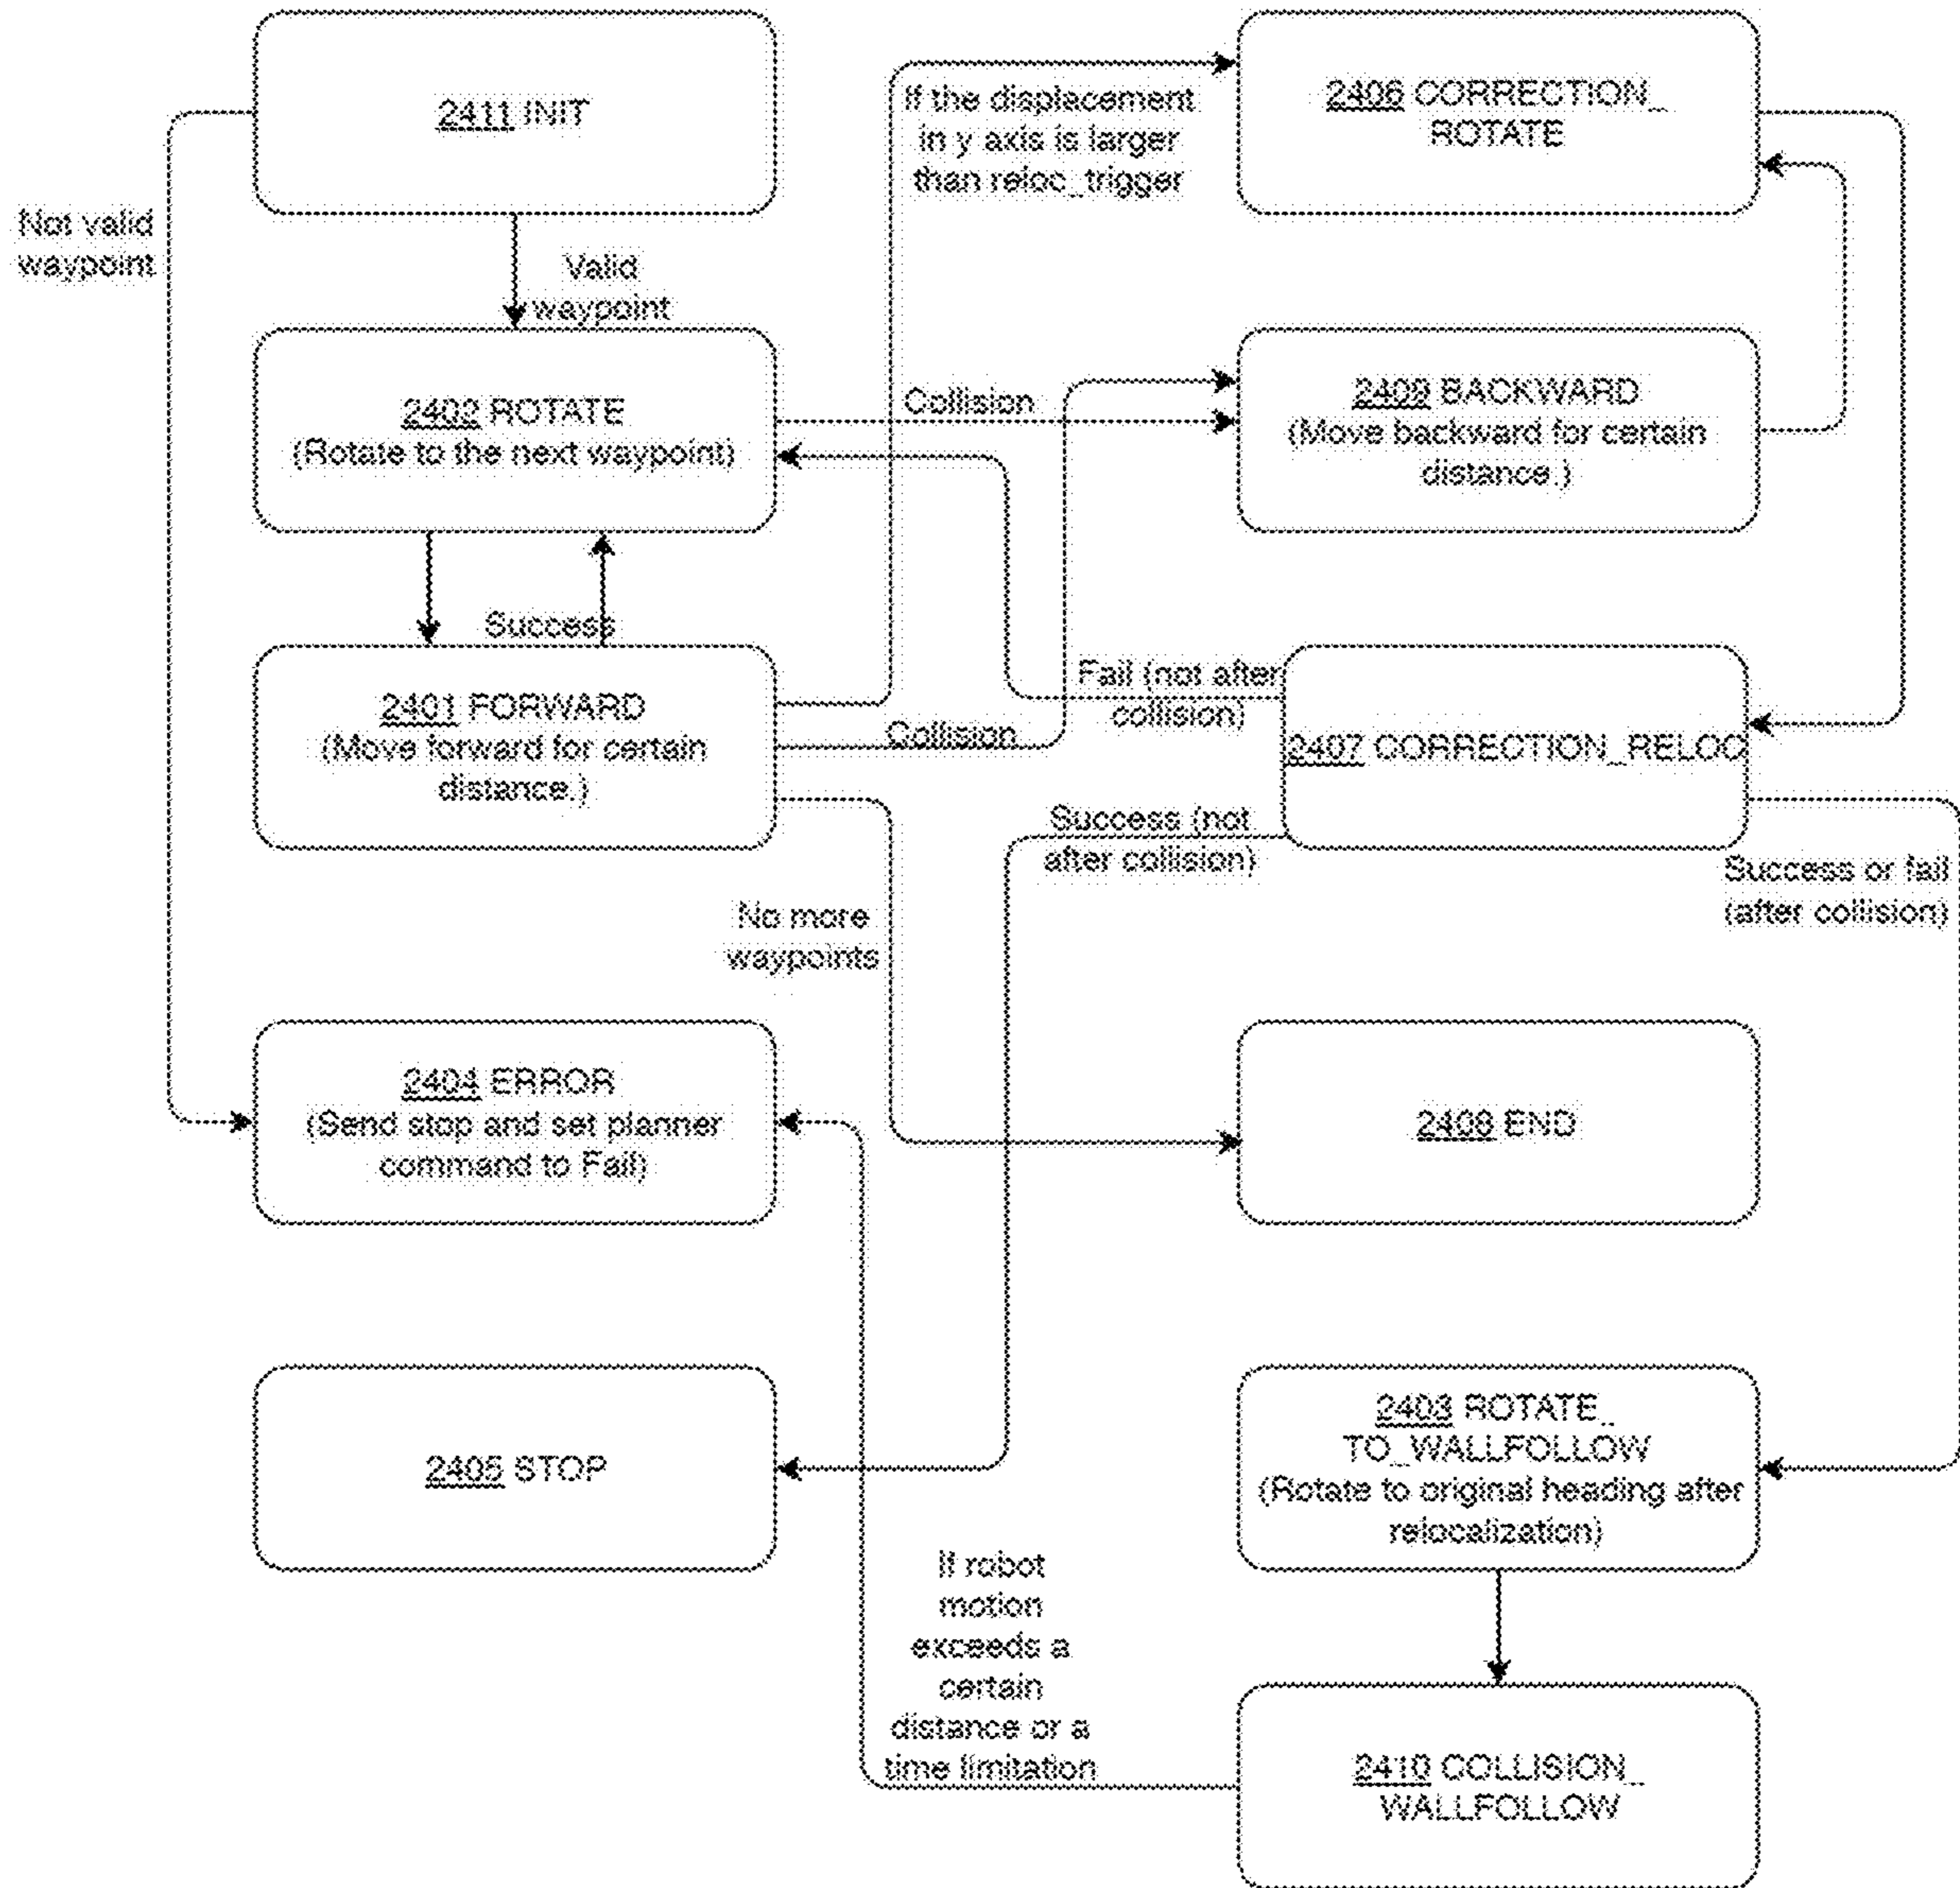 2411 INIT
2406 CORRECTION_
ROTATE
If the displacement
in y axis is larger
than reloc_trigger
Not valid
waypoint
Valid
waypoint
2402 ROTATE
(Rotate to the next waypoint)
Collision
2409 BACKWARD
(Move backward for certain
distance.)
Success
2401 FORWARD
(Move forward for certain
distance.)
Collision
Fail (not after
collision)
2407 CORRECTION_RELOC
Success (not
after collision)
Success or fail
(after collision)
No more
waypoints
2404 ERROR
(Send stop and set planner
command to Fail)
2408 END
2405 STOP
2403 ROTATE_
TO_WALLFOLLOW
(Rotate to original heading after
relocalization)
If robot
motion
exceeds a
certain
distance or a
time limitation
2410 COLLISION_
WALLFOLLOW